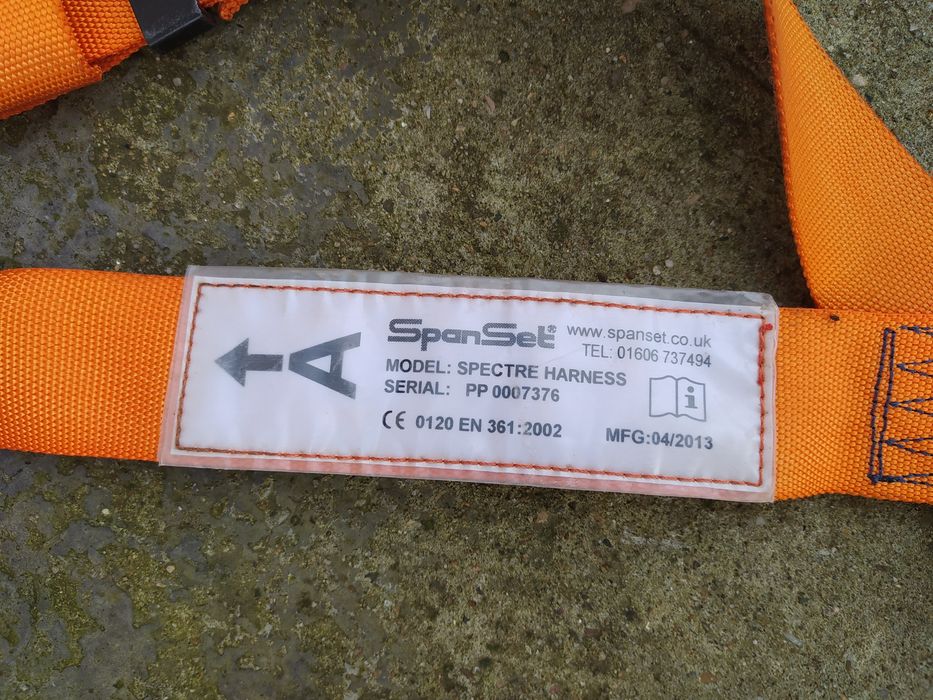 A
SpanSet®
www.spanset.co.uk
TEL: 01606 737494
MODEL: SPECTRE HARNESS
SERIAL: PP 0007376
i
CE 0120 EN 361:2002
MFG:04/2013